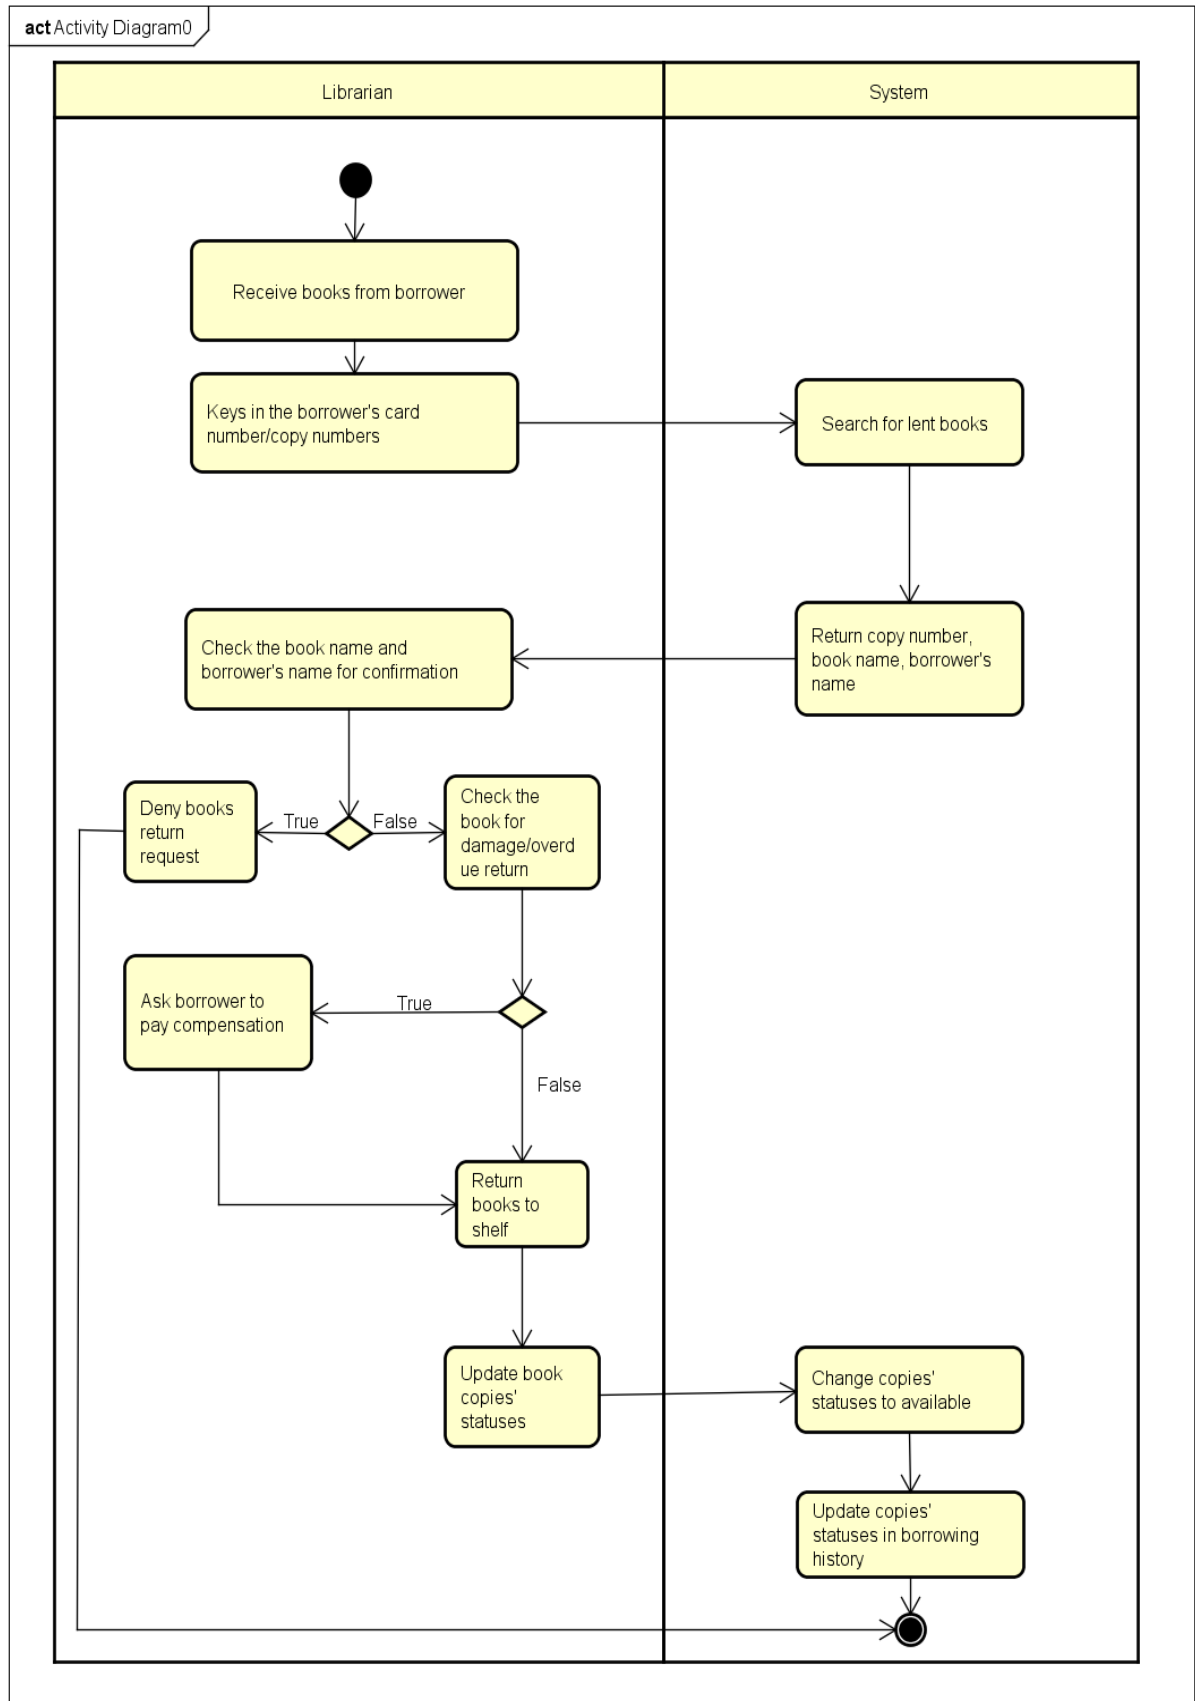 act Activity Diagram0
Librarian
System
Receive books from borrower
Keys in the borrower's card
number/copy numbers
Search for lent books
Check the book name and
borrower's name for confirmation
Return copy number,
book name, borrower's
name
Deny books
return
request
True
False
Check the
book for
damage/overd
ue return
Ask borrower to
pay compensation
True
False
Return
books to
shelf
Update book
copies'
statuses
Change copies'
statuses to available
Update copies'
statuses in borrowing
history